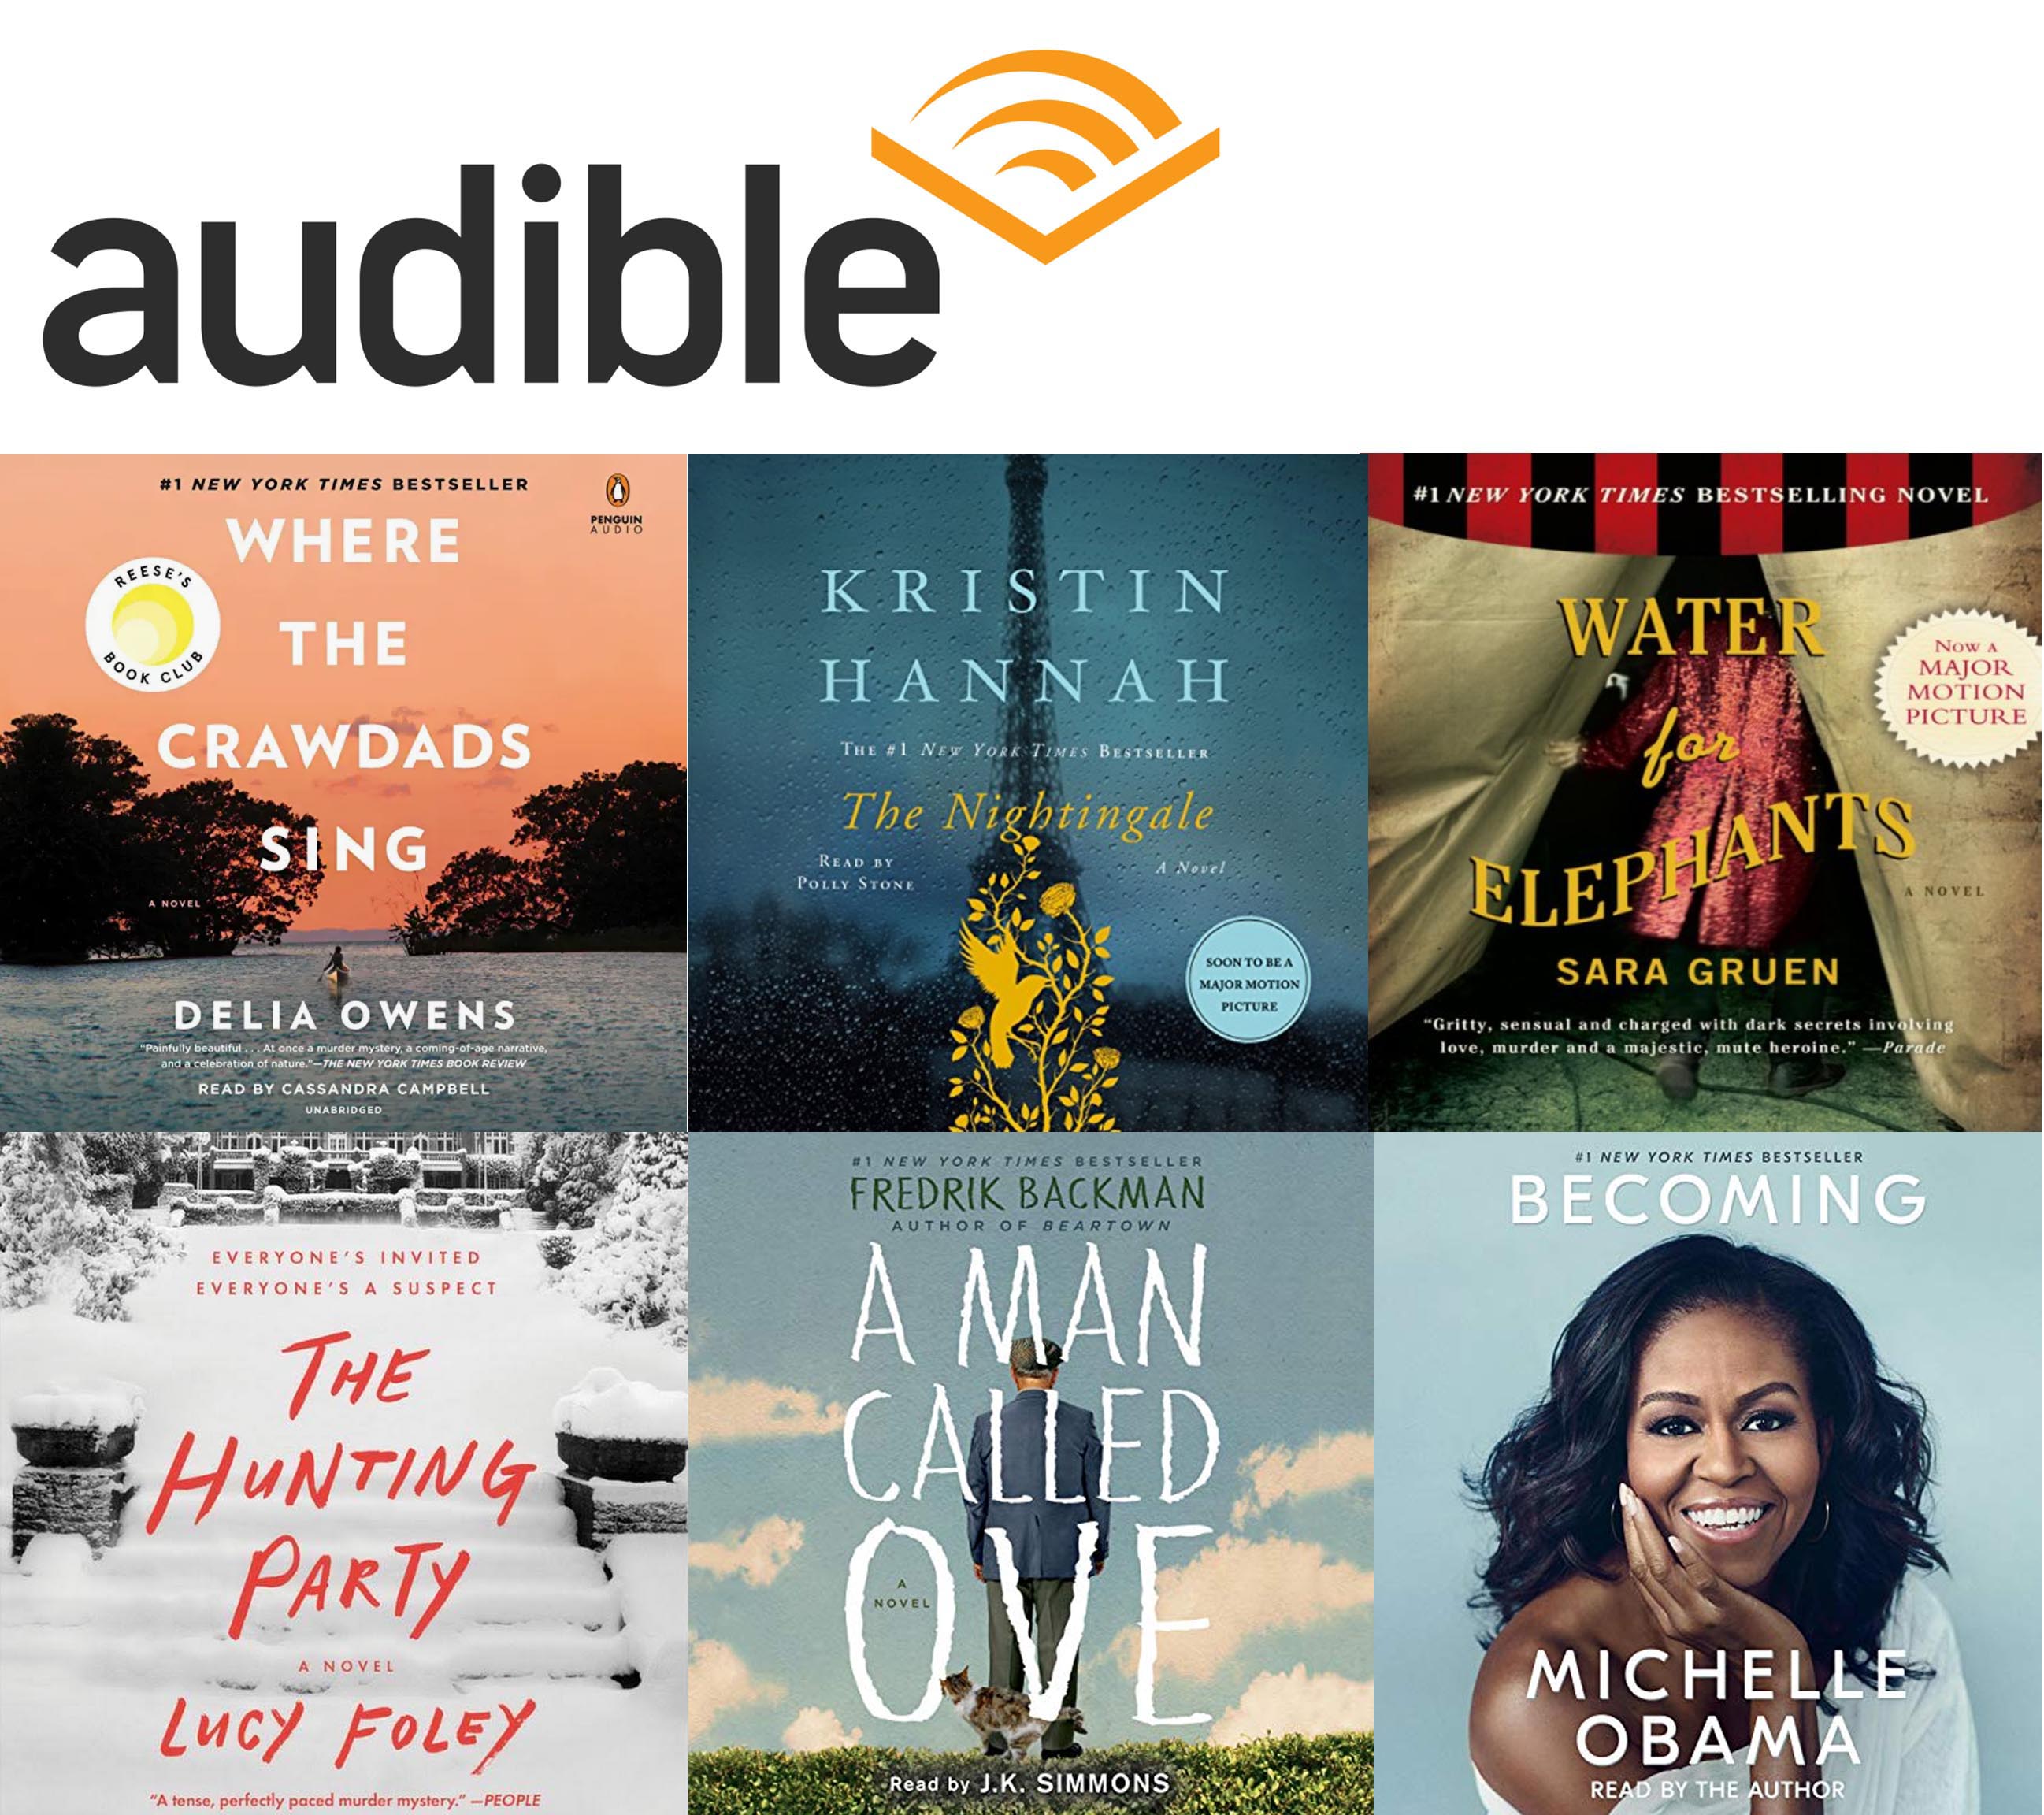 audible
#1 NEW YORK TIMES BESTSELLER
PENGUIN
AUDIO
WHERE
THE
CRAWDADS
SING
REESE'S
BOOK CLUB
A NOVEL
DELIA OWENS
"Painfully beautiful . . . At once a murder mystery, a coming-of-age narrative,
and a celebration of nature."—THE NEW YORK TIMES BOOK REVIEW
READ BY CASSANDRA CAMPBELL
UNABRIDGED
KRISTIN
HANNAH
THE #1 NEW YORK TIMES BESTSELLER
The Nightingale
READ BY
POLLY STONE
A Novel
SOON TO BE A
MAJOR MOTION
PICTURE
#1 NEW YORK TIMES BESTSELLING NOVEL
WATER
for
ELEPHANTS
NOW A
MAJOR
MOTION
PICTURE
A NOVEL
SARA GRUEN
"Gritty, sensual and charged with dark secrets involving
love, murder and a majestic, mute heroine." —Parade
EVERYONE'S INVITED
EVERYONE'S A SUSPECT
THE
HUNTING
PARTY
A NOVEL
LUCY FOLEY
"A tense, perfectly paced murder mystery." —PEOPLE
#1 NEW YORK TIMES BESTSELLER
FREDRIK BACKMAN
AUTHOR OF BEARTOWN
A MAN
CALLED
OVE
A
NOVEL
Read by J.K. SIMMONS
#1 NEW YORK TIMES BESTSELLER
BECOMING
MICHELLE
OBAMA
READ BY THE AUTHOR